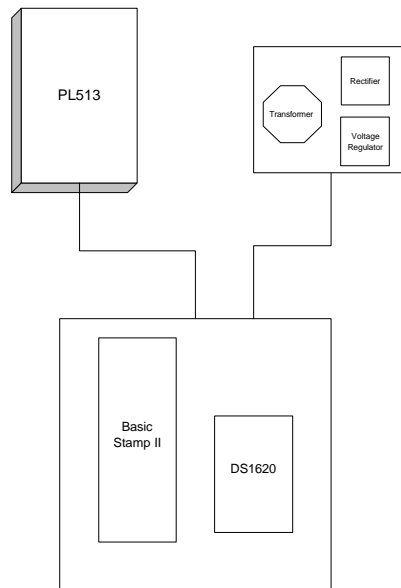 PL513
Rectifier
Transformer
Voltage
Regulator
Basic
Stamp II
DS1620